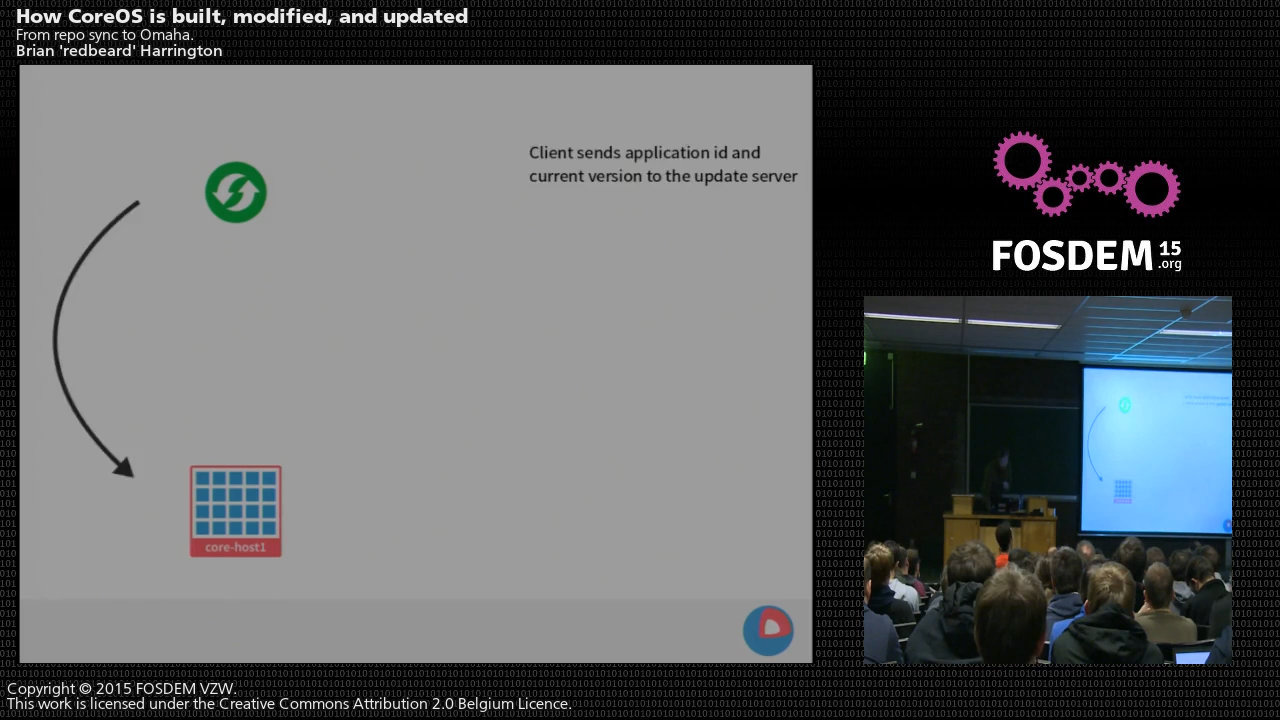 How CoreOS is built, modified, and updated
From repo sync to Omaha.
Brian 'redbeard' Harrington
Client sends application id and
current version to the update server
core-host1
FOSDEM 15
.org
Copyright © 2015 FOSDEM VZW.
This work is licensed under the Creative Commons Attribution 2.0 Belgium Licence.